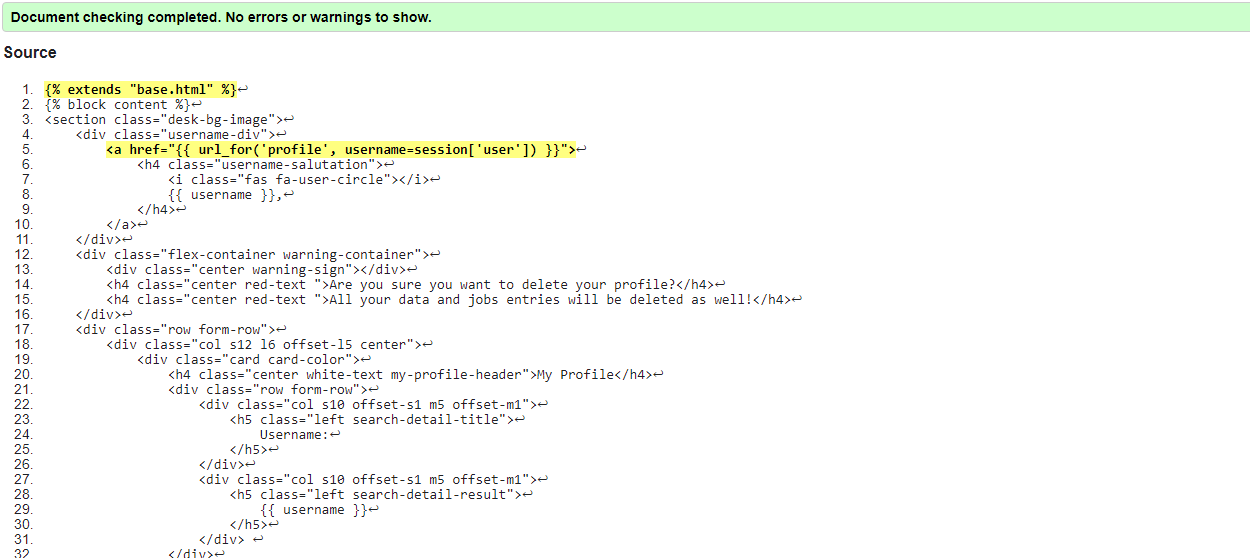 Document checking completed. No errors or warnings to show.
Source
1. {% extends "base.html" %}↩
2. {% block content %}↩
3. <section class="desk-bg-image">↩
4. <div class="username-div">↩
5. <a href="{{ url_for('profile', username=session['user']) }}">↩
6. <h4 class="username-salutation">↩
7. <i class="fas fa-user-circle"></i>↩
8. {{ username }},↩
9. </h4>↩
10. </a>↩
11. </div>↩
12. <div class="flex-container warning-container">↩
13. <div class="center warning-sign"></div>↩
14. <h4 class="center red-text ">Are you sure you want to delete your profile?</h4>↩
15. <h4 class="center red-text ">All your data and jobs entries will be deleted as well!</h4>↩
16. </div>↩
17. <div class="row form-row">↩
18. <div class="col s12 l6 offset-l5 center">↩
19. <div class="card card-color">↩
20. <h4 class="center white-text my-profile-header">My Profile</h4>↩
21. <div class="row form-row">↩
22. <div class="col s10 offset-s1 m5 offset-m1">↩
23. <h5 class="left search-detail-title">↩
24. Username:↩
25. </h5>↩
26. </div>↩
27. <div class="col s10 offset-s1 m5 offset-m1">↩
28. <h5 class="left search-detail-result">↩
29. {{ username }}↩
30. </h5>↩
31. </div> ↩
32. </div>↩